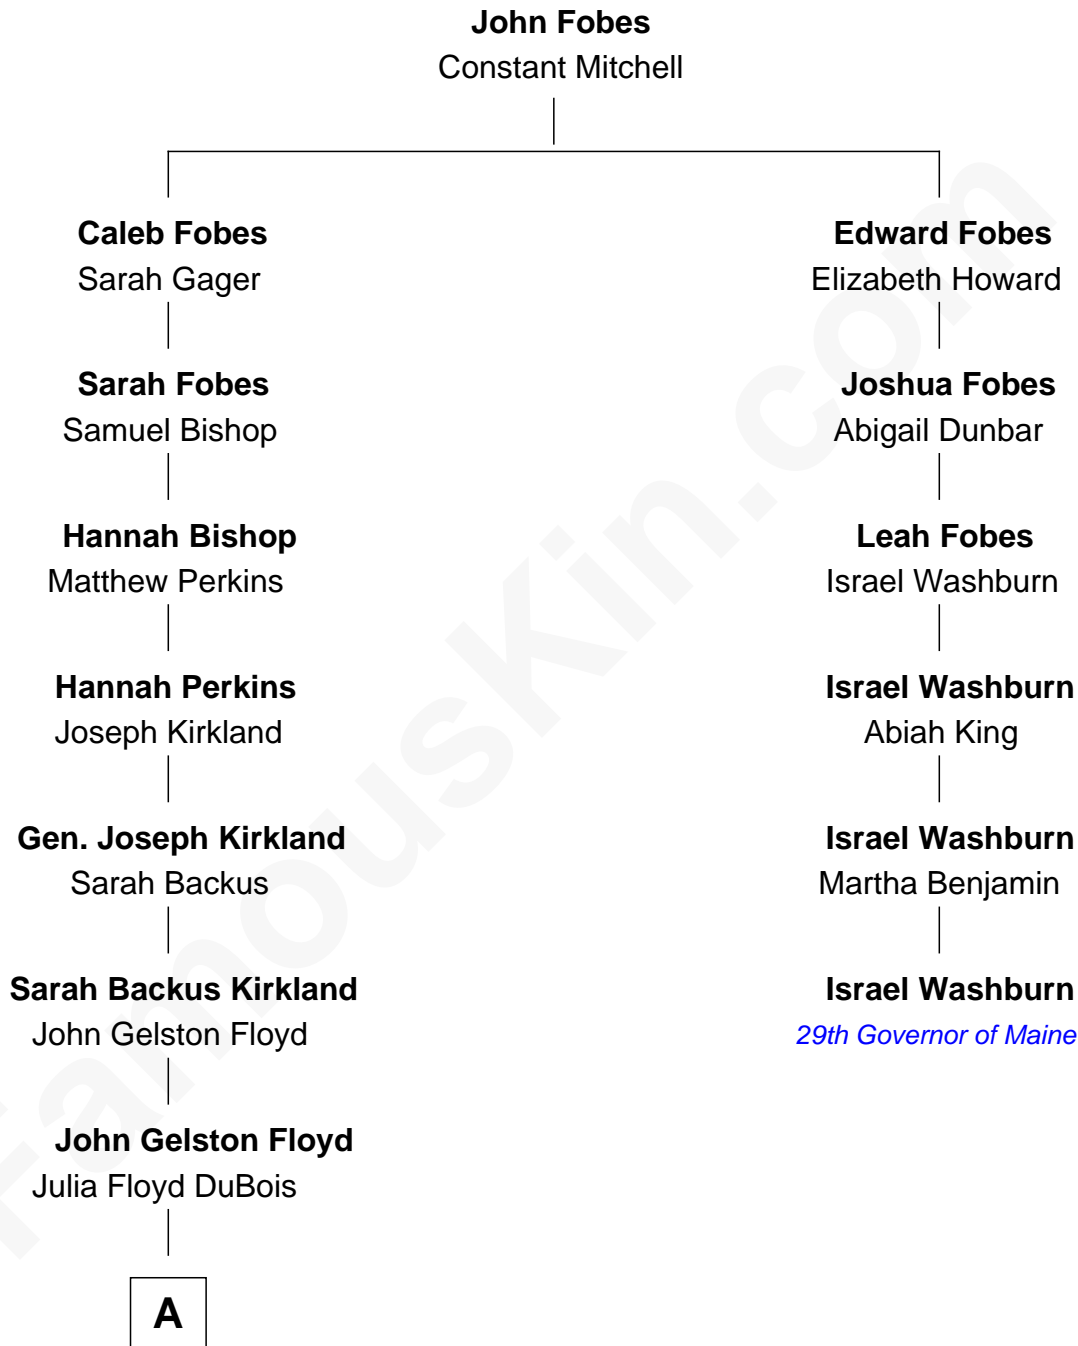 John Fobes
Constant Mitchell
Caleb Fobes
Sarah Gager
Edward Fobes
Elizabeth Howard
Sarah Fobes
Samuel Bishop
Joshua Fobes
Abigail Dunbar
Hannah Bishop
Matthew Perkins
Leah Fobes
Israel Washburn
Hannah Perkins
Joseph Kirkland
Israel Washburn
Abiah King
Gen. Joseph Kirkland
Sarah Backus
Israel Washburn
Martha Benjamin
Sarah Backus Kirkland
John Gelston Floyd
Israel Washburn
29th Governor of Maine
John Gelston Floyd
Julia Floyd DuBois
A
FamousKin.com